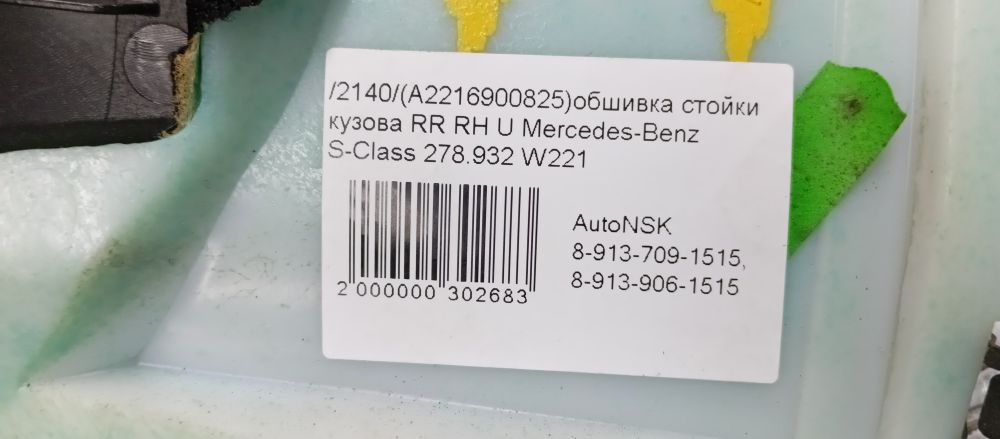 /2140/(A2216900825)обшивка стойки
кузова RR RH U Mercedes-Benz
S-Class 278.932 W221
AutoNSK
8-913-709-1515,
8-913-906-1515
2 000000 302683